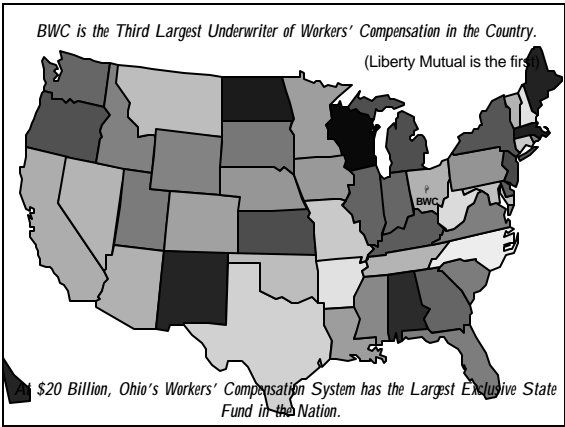 BWC is the Third Largest Underwriter of Workers' Compensation in the Country.
(Liberty Mutual is the first)
BWC
At $20 Billion, Ohio's Workers' Compensation System has the Largest Exclusive State
Fund in the Nation.